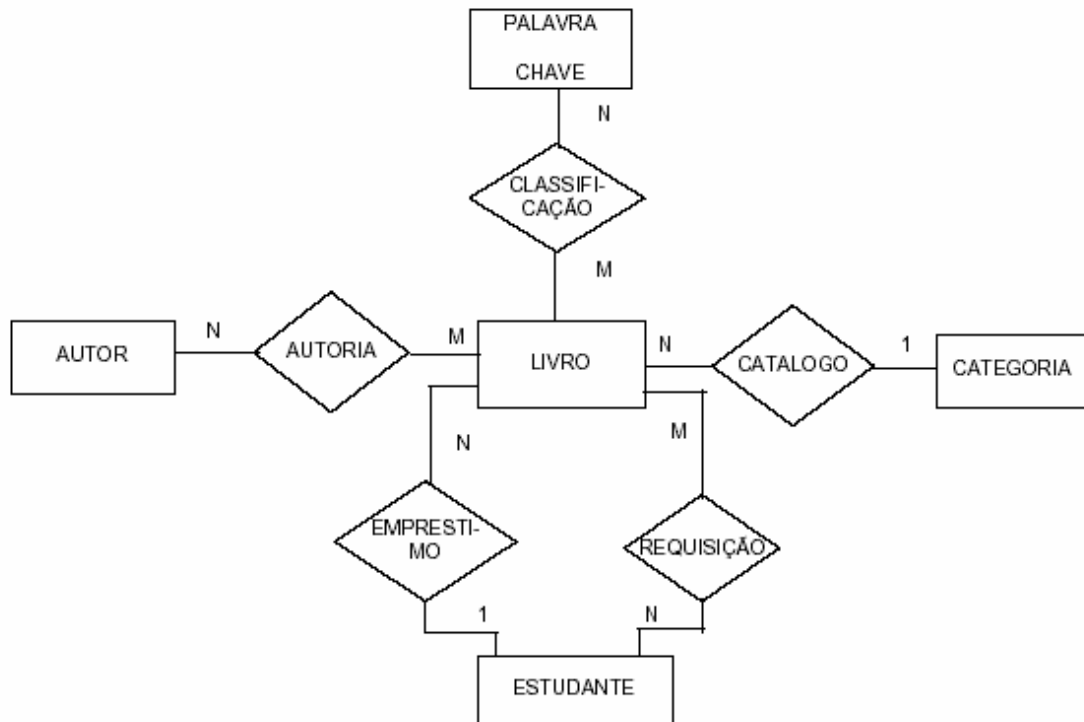 PALAVRA
CHAVE
N
CLASSIFI-
CAÇÃO
M
AUTOR
N
AUTORIA
M
LIVRO
N
CATALOGO
1
CATEGORIA
N
M
EMPRESTI-
MO
REQUISIÇÃO
1
N
ESTUDANTE